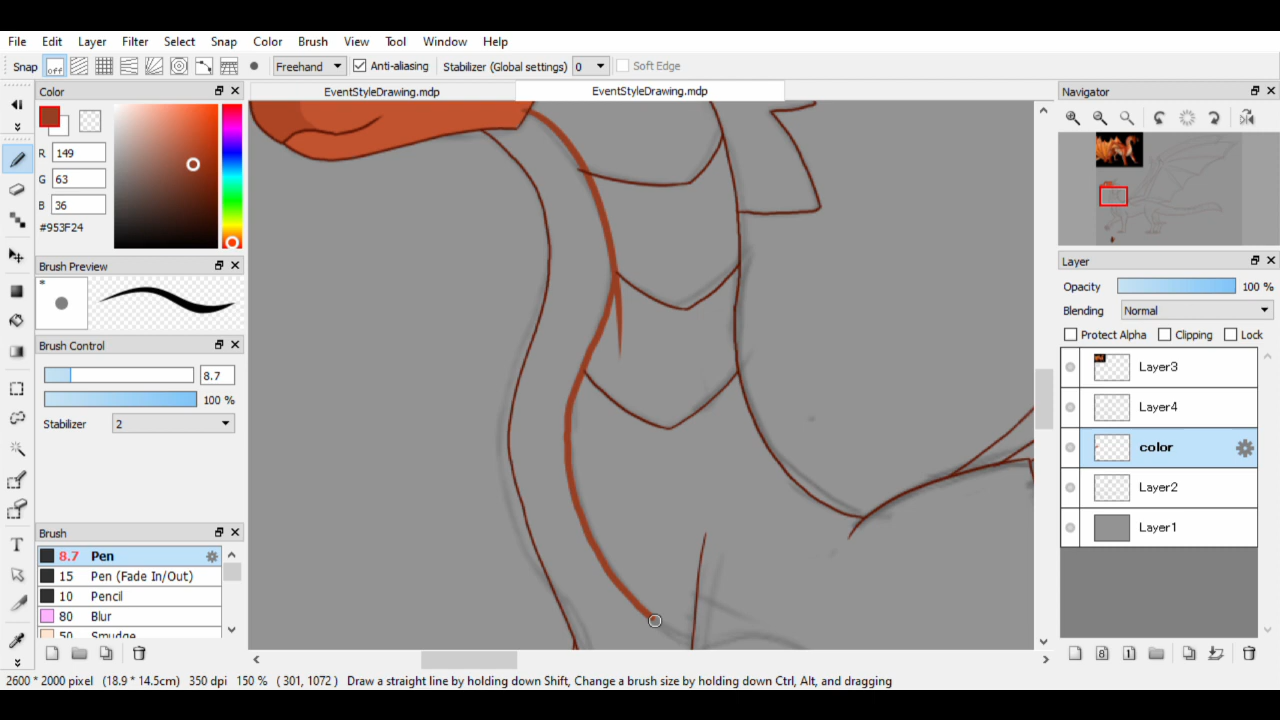 File Edit Layer Filter Select Snap Color Brush View Tool Window Help
Snap off Freehand Anti-aliasing Stabilizer (Global settings) 0 Soft Edge
Color
EventStyleDrawing.mdp EventStyleDrawing.mdp
Navigator
R 149
G 63
B 36
#953F24
Brush Preview
*
Brush Control
8.7
100 %
Stabilizer 2
Brush
8.7 Pen
15 Pen (Fade In/Out)
10 Pencil
80 Blur
50 Smudge
Layer
Opacity 100 %
Blending Normal
Protect Alpha Clipping Lock
Layer3
Layer4
color
Layer2
Layer1
8 1
2600 * 2000 pixel (18.9 * 14.5cm) 350 dpi 150 % ( 301, 1072 ) Draw a straight line by holding down Shift, Change a brush size by holding down Ctrl, Alt, and dragging